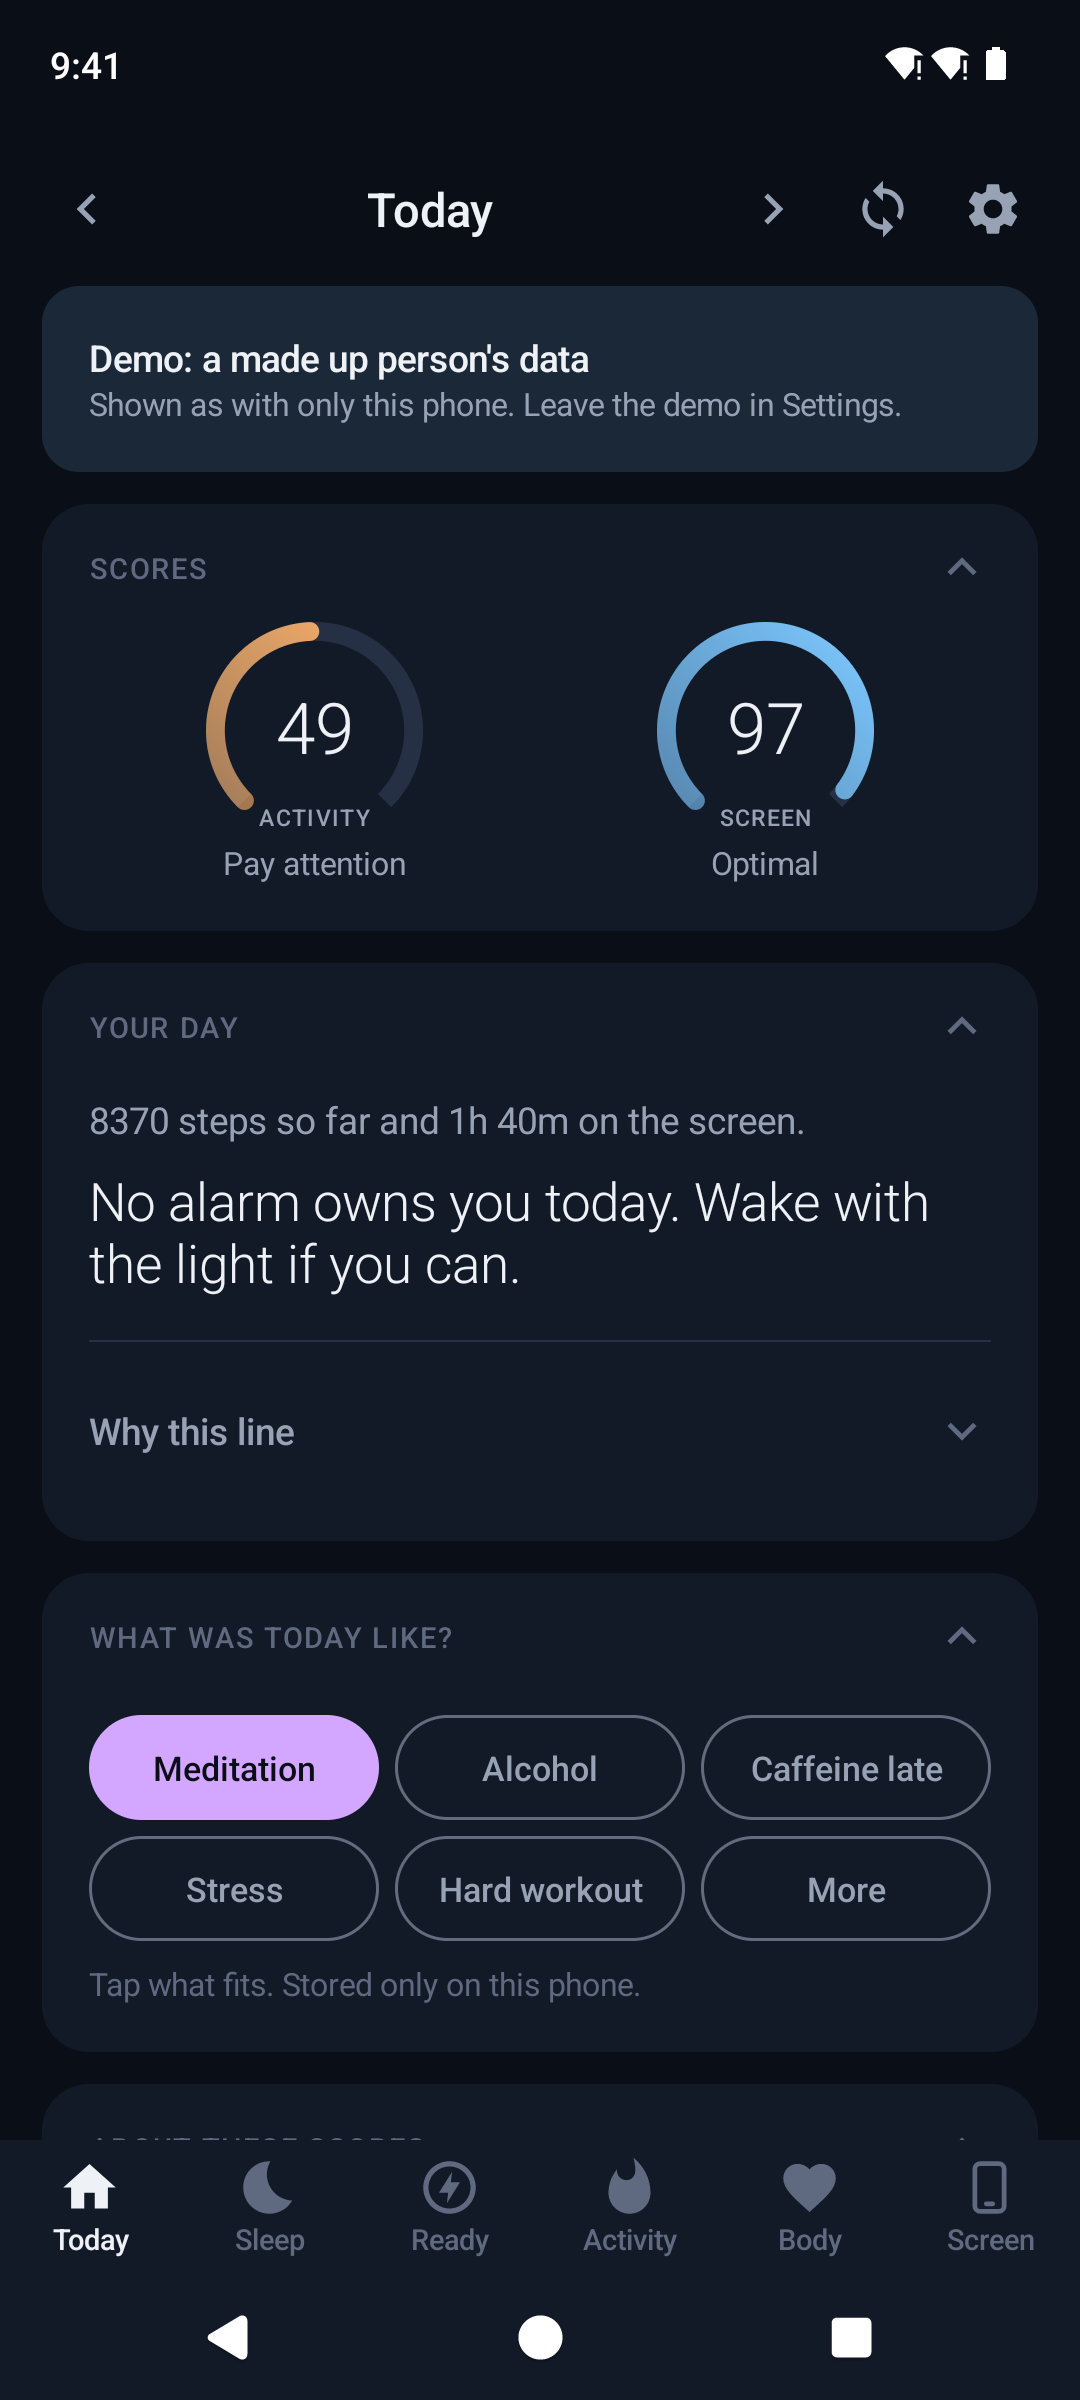 9:41
Today
Demo: a made up person's data
Shown as with only this phone. Leave the demo in Settings.
SCORES
49
ACTIVITY
Pay attention
97
SCREEN
Optimal
YOUR DAY
8370 steps so far and 1h 40m on the screen.
No alarm owns you today. Wake with
the light if you can.
Why this line
WHAT WAS TODAY LIKE?
Meditation
Alcohol
Caffeine late
Stress
Hard workout
More
Tap what fits. Stored only on this phone.
Today
Sleep
Ready
Activity
Body
Screen